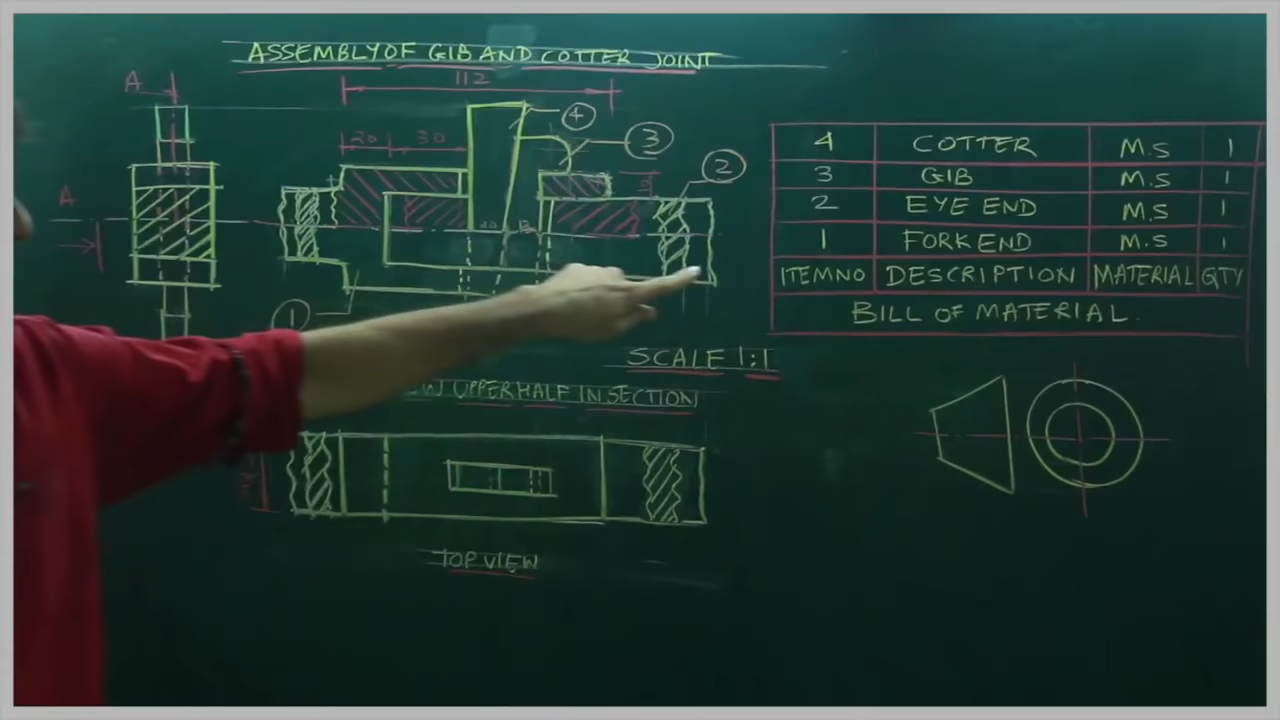 ASSEMBLY OF GIB AND COTTER JOINT
A
112
4
20 30
3
2
A
1
4 COTTER M.S 1
3 GIB M.S 1
2 EYE END M.S 1
1 FORK END M.S 1
ITEM NO DESCRIPTION MATERIAL QTY
BILL OF MATERIAL.
SCALE 1:1
UPPER HALF IN SECTION
TOP VIEW